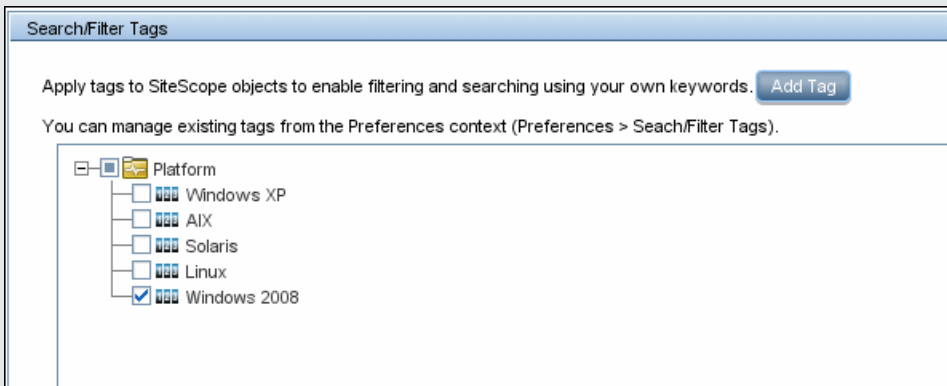 Search/Filter Tags
Apply tags to SiteScope objects to enable filtering and searching using your own keywords. Add Tag
You can manage existing tags from the Preferences context (Preferences > Seach/Filter Tags).
Platform
Windows XP
AIX
Solaris
Linux
Windows 2008